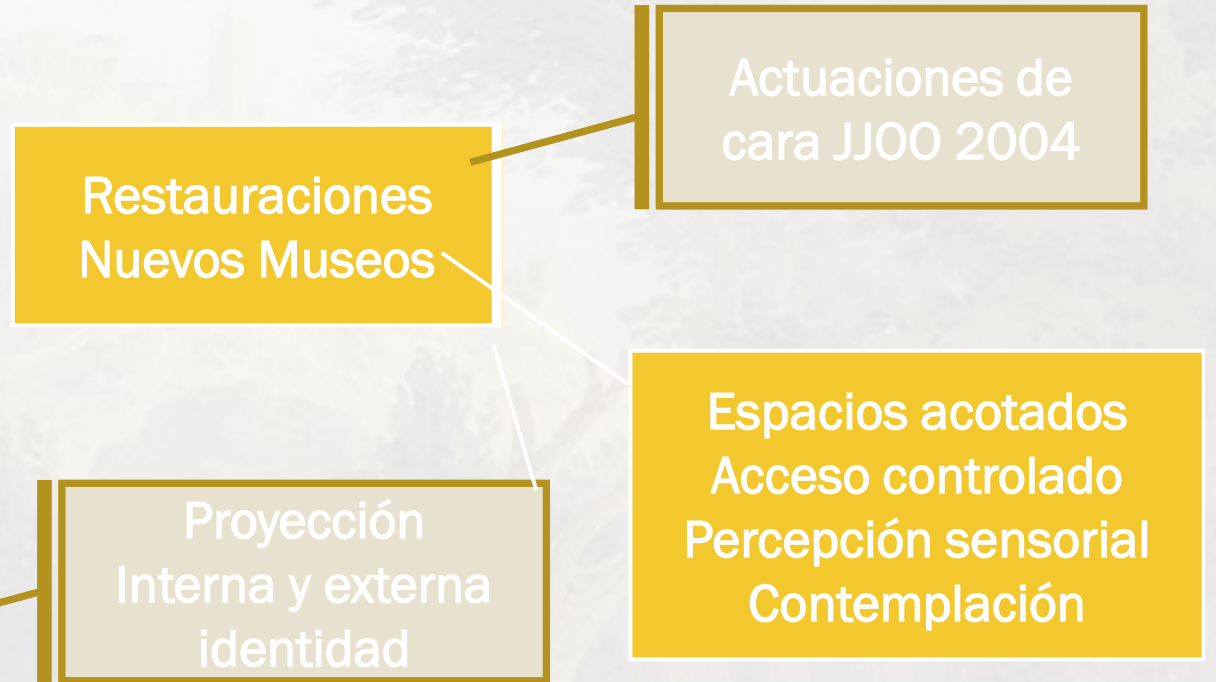 Actuaciones de
cara JJOO 2004
Restauraciones
Nuevos Museos
Espacios acotados
Acceso controlado
Percepción sensorial
Contemplación
Proyección
Interna y externa
identidad